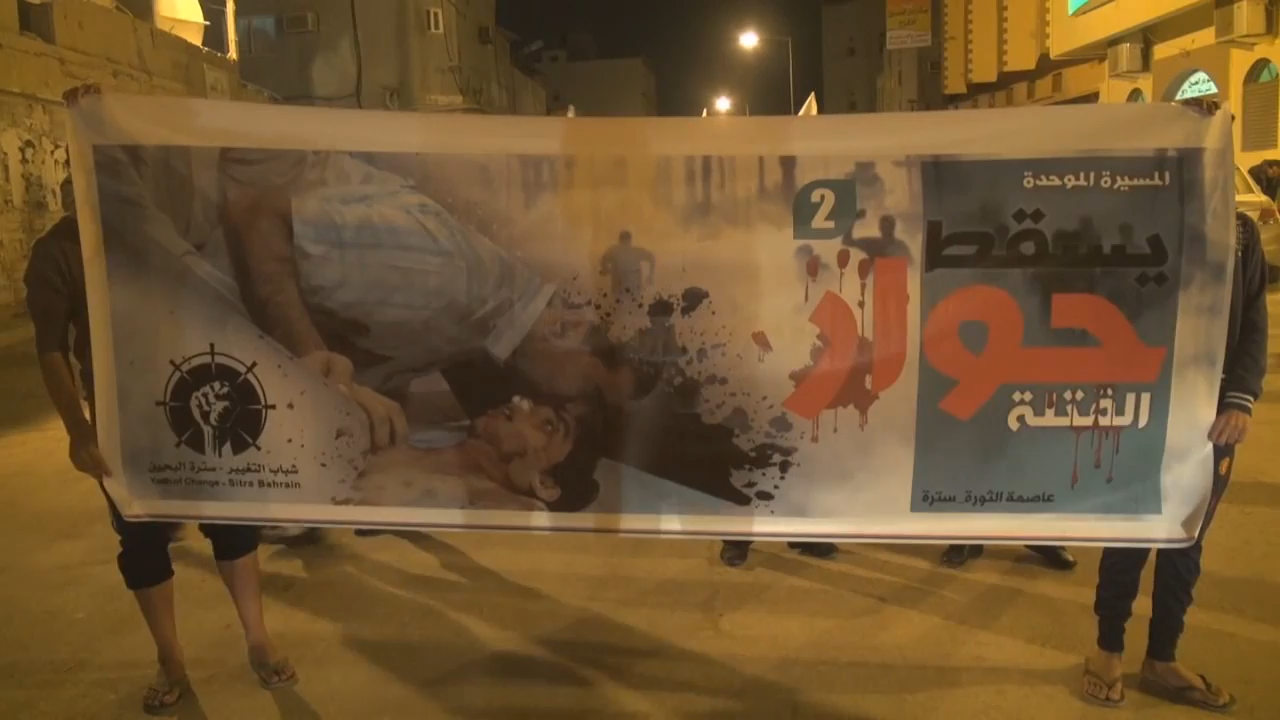 المسيرة الموحدة
2
يسقط
حوار
القتلة
عاصمة الثورة_سترة
شباب التغيير - سترة البحرين
Youth of Change - Sitra Bahrain